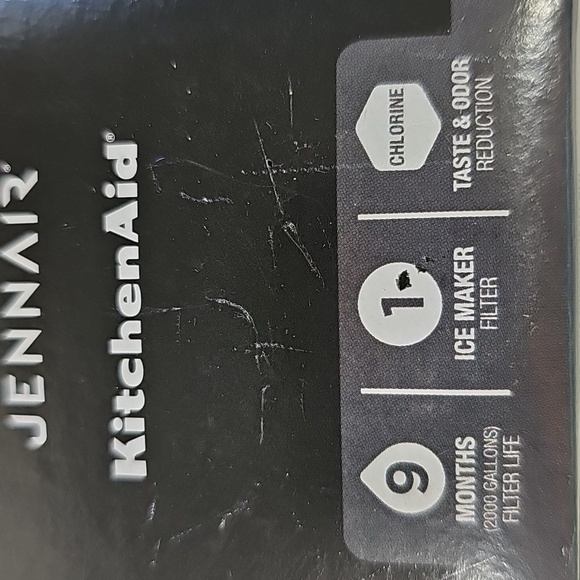 JENNAIR®
KitchenAid®
9
MONTHS
(2000 GALLONS)
FILTER LIFE
1
ICE MAKER
FILTER
CHLORINE
TASTE & ODOR
REDUCTION